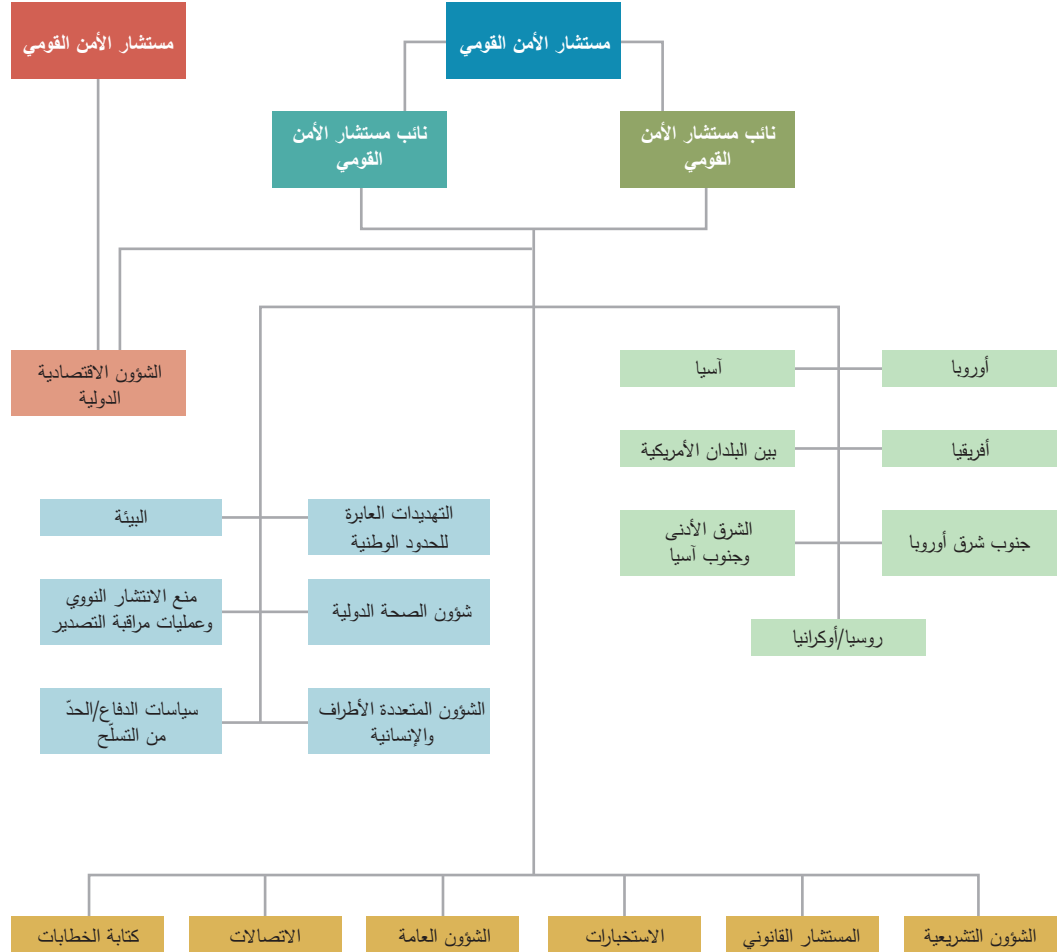 مستشار الأمن القومي
مستشار الأمن القومي
نائب مستشار الأمن
القومي
نائب مستشار الأمن
القومي
الشؤون الاقتصادية
الدولية
أوروبا
آسيا
أفريقيا
بين البلدان الأمريكية
جنوب شرق أوروبا
الشرق الأدنى
وجنوب آسيا
روسيا/أوكرانيا
التهديدات العابرة
للحدود الوطنية
البيئة
شؤون الصحة الدولية
منع الانتشار النووي
وعمليات مراقبة التصدير
الشؤون المتعددة الأطراف
والإنسانية
سياسات الدفاع/الحدّ
من التسلّح
الشؤون التشريعية
المستشار القانوني
الاستخبارات
الشؤون العامة
الاتصالات
كتابة الخطابات